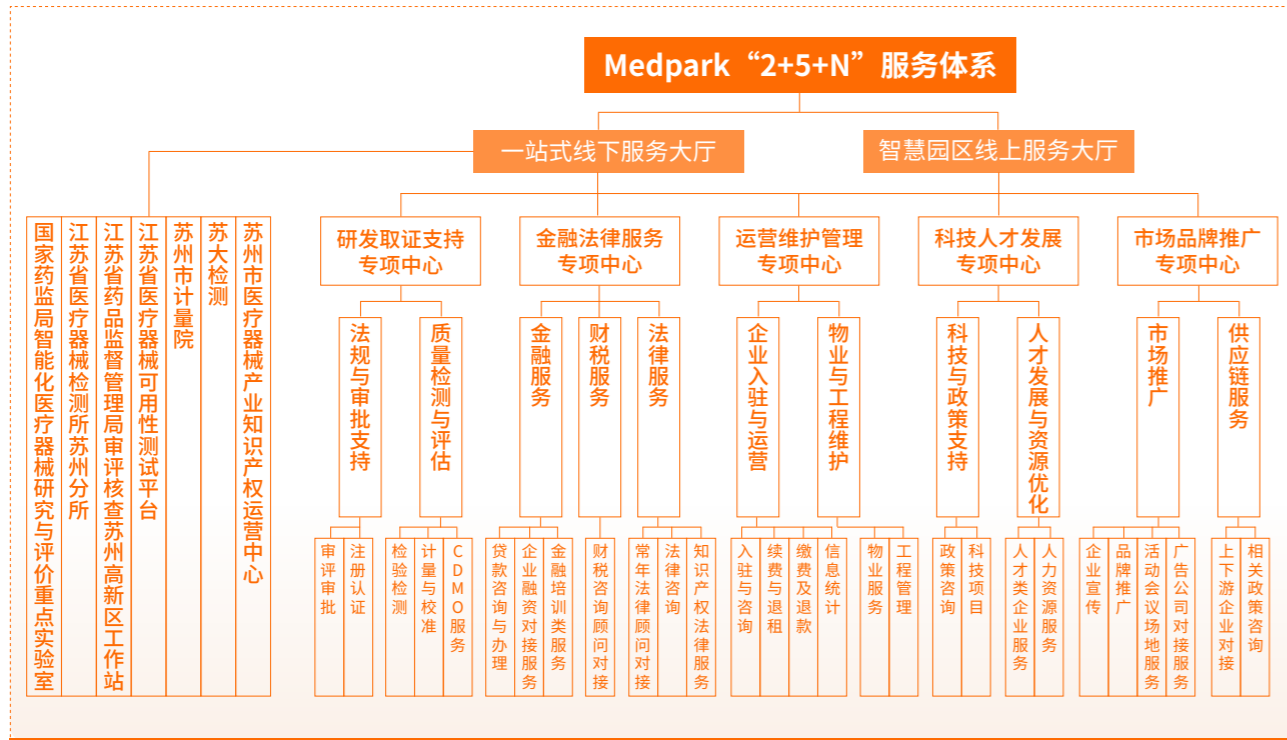 Medpark“2+5+N”服务体系
一站式线下服务大厅
智慧园区线上服务大厅
国家药监局智能化医疗器械研究与评价重点实验室
江苏省医疗器械检测所苏州分所
江苏省药品监督管理局审评核查苏州高新区工作站
江苏省医疗器械可用性测试平台
苏州市计量院
苏大检测
苏州市医疗器械产业知识产权运营中心
研发取证支持
专项中心
金融法律服务
专项中心
运营维护管理
专项中心
科技人才发展
专项中心
市场品牌推广
专项中心
法规与审批支持
质量检测与评估
金融服务
财税服务
法律服务
企业入驻与运营
物业与工程维护
科技与政策支持
人才发展与资源优化
市场推广
供应链服务
审评审批
注册认证
检验检测
计量与校准
CDMO服务
贷款咨询与办理
企业融资对接服务
金融培训类服务
财税咨询顾问对接
常年法律顾问对接
法律咨询
知识产权法律服务
入驻与咨询
续费与退租
缴费及退款
信息统计
物业服务
工程管理
政策咨询
科技项目
人才类企业服务
人力资源服务
企业宣传
品牌推广
活动会议场地服务
广告公司对接服务
上下游企业对接
相关政策咨询